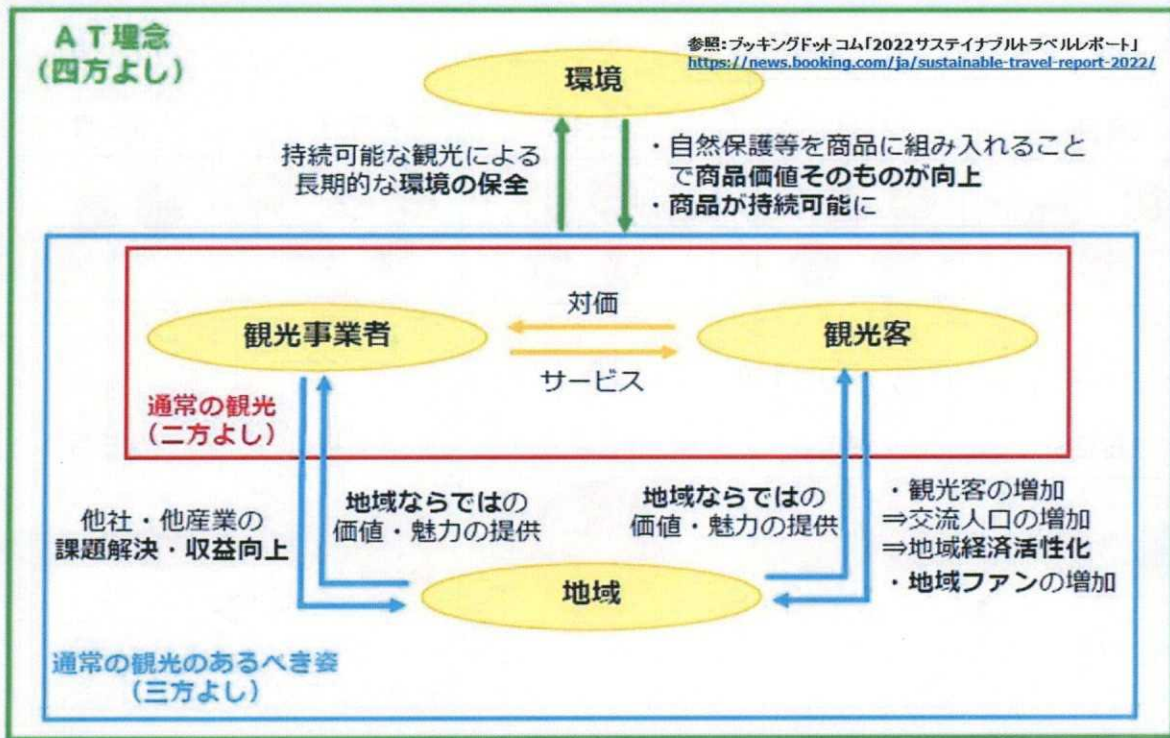 AT理念
(四方よし)
参照:ブッキングドットコム「2022サステイナブルトラベルレポート」
https://news.booking.com/ja/sustainable-travel-report-2022/
環境
持続可能な観光による
長期的な環境の保全
・自然保護等を商品に組み入れること
で商品価値そのものが向上
・商品が持続可能に
観光事業者
対価
サービス
観光客
通常の観光
(二方よし)
他社・他産業の
課題解決・収益向上
地域ならではの
価値・魅力の提供
地域ならではの
価値・魅力の提供
・観光客の増加
⇒交流人口の増加
⇒地域経済活性化
・地域ファンの増加
地域
通常の観光のあるべき姿
(三方よし)